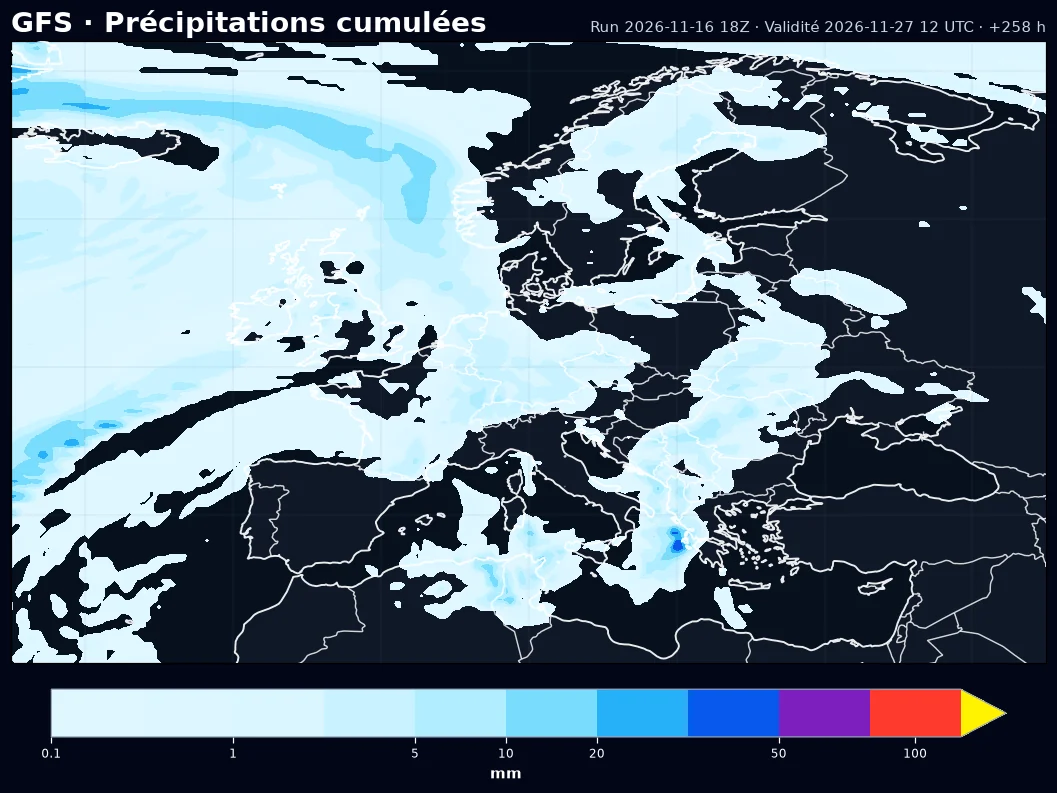 GFS · Précipitations cumulées
Run 2026-11-16 18Z · Validité 2026-11-27 12 UTC · +258 h
0.1 1 5 10 20 50 100
mm